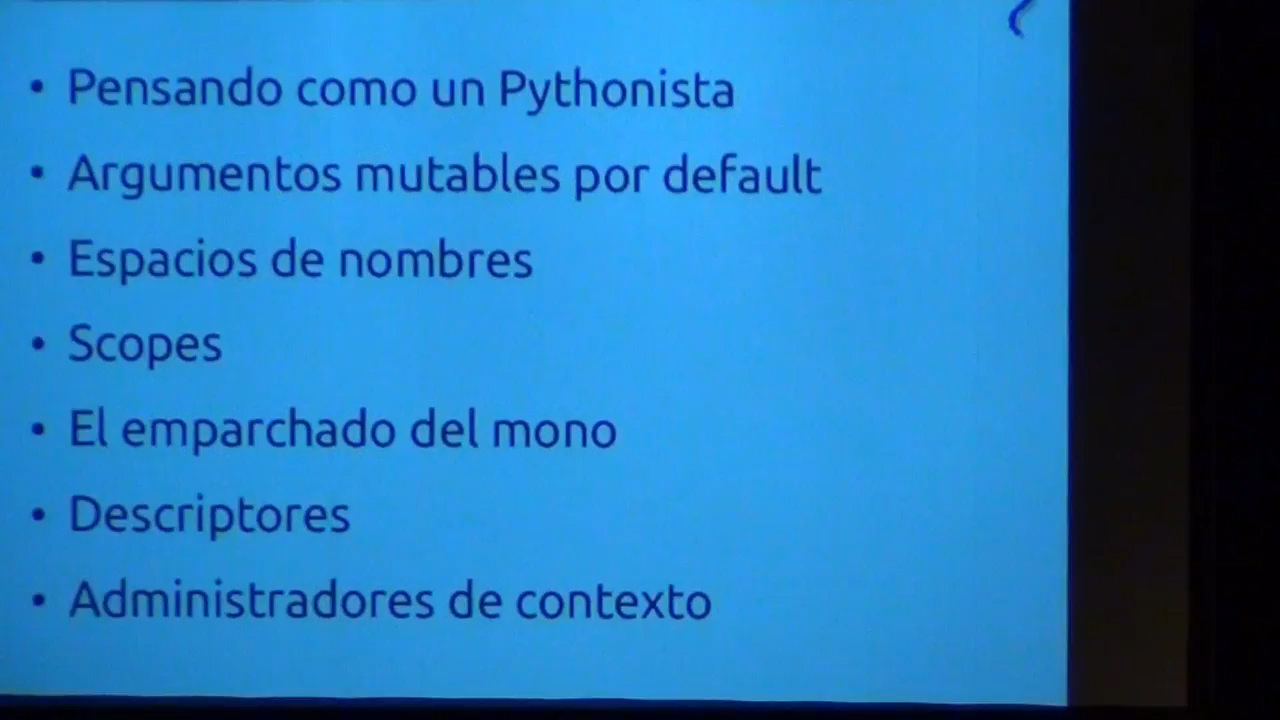 • Pensando como un Pythonista
• Argumentos mutables por default
• Espacios de nombres
• Scopes
• El emparchado del mono
• Descriptores
• Administradores de contexto